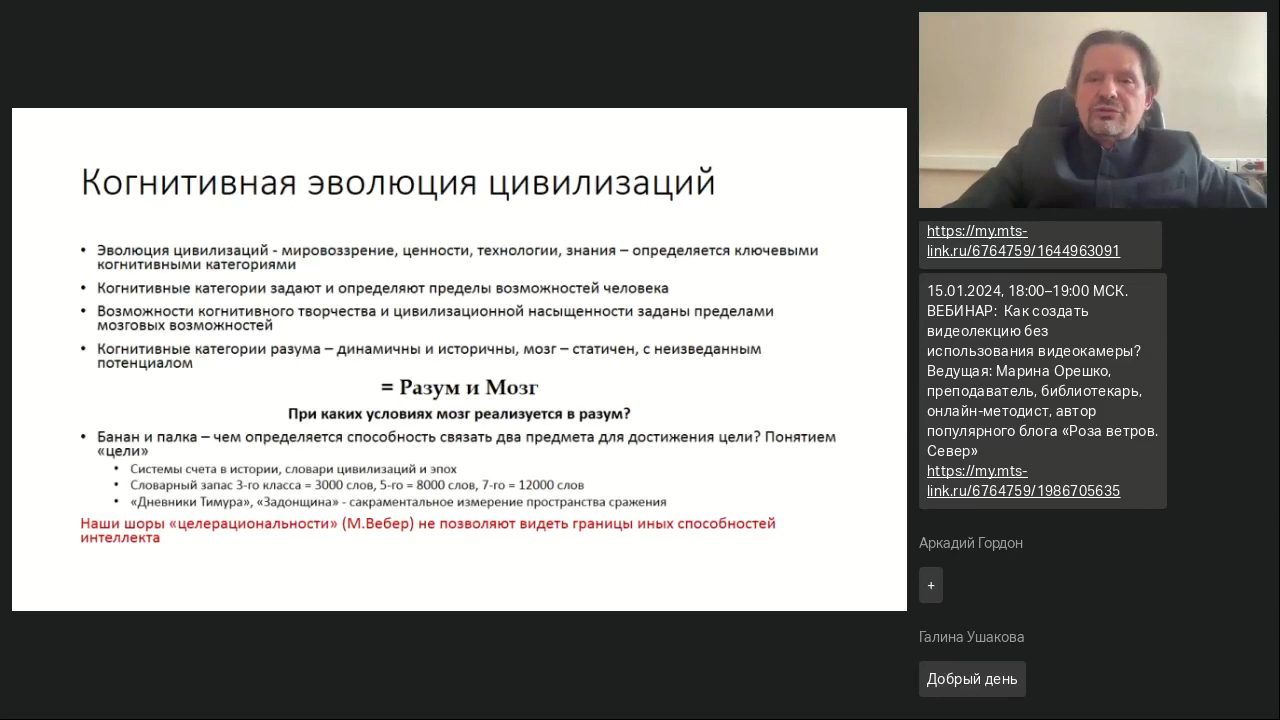 Когнитивная эволюция цивилизаций
• Эволюция цивилизаций - мировоззрение, ценности, технологии, знания – определяется ключевыми
когнитивными категориями
• Когнитивные категории задают и определяют пределы возможностей человека
• Возможности когнитивного творчества и цивилизационной насыщенности заданы пределами
мозговых возможностей
• Когнитивные категории разума – динамичны и историчны, мозг – статичен, с неизведанным
потенциалом
= Разум и Мозг
При каких условиях мозг реализуется в разум?
• Банан и палка – чем определяется способность связать два предмета для достижения цели? Понятием
«цели»
• Системы счета в истории, словари цивилизаций и эпох
• Словарный запас 3-го класса = 3000 слов, 5-го = 8000 слов, 7-го = 12000 слов
• «Дневники Тимура», «Задонщина» - сакраментальное измерение пространства сражения
Наши шоры «целерациональности» (М.Вебер) не позволяют видеть границы иных способностей
интеллекта
https://my.mts-
link.ru/6764759/1644963091
15.01.2024, 18:00–19:00 МСК.
ВЕБИНАР: Как создать
видеолекцию без
использования видеокамеры?
Ведущая: Марина Орешко,
преподаватель, библиотекарь,
онлайн-методист, автор
популярного блога «Роза ветров.
Север»
https://my.mts-
link.ru/6764759/1986705635
Аркадий Гордон
+
Галина Ушакова
Добрый день